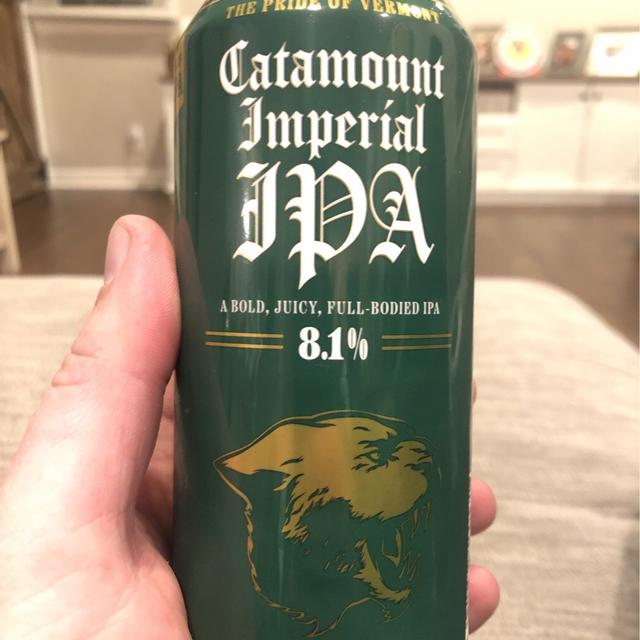 THE PRIDE OF VERMONT
Catamount
Imperial
IPA
A BOLD, JUICY, FULL-BODIED IPA
8.1%